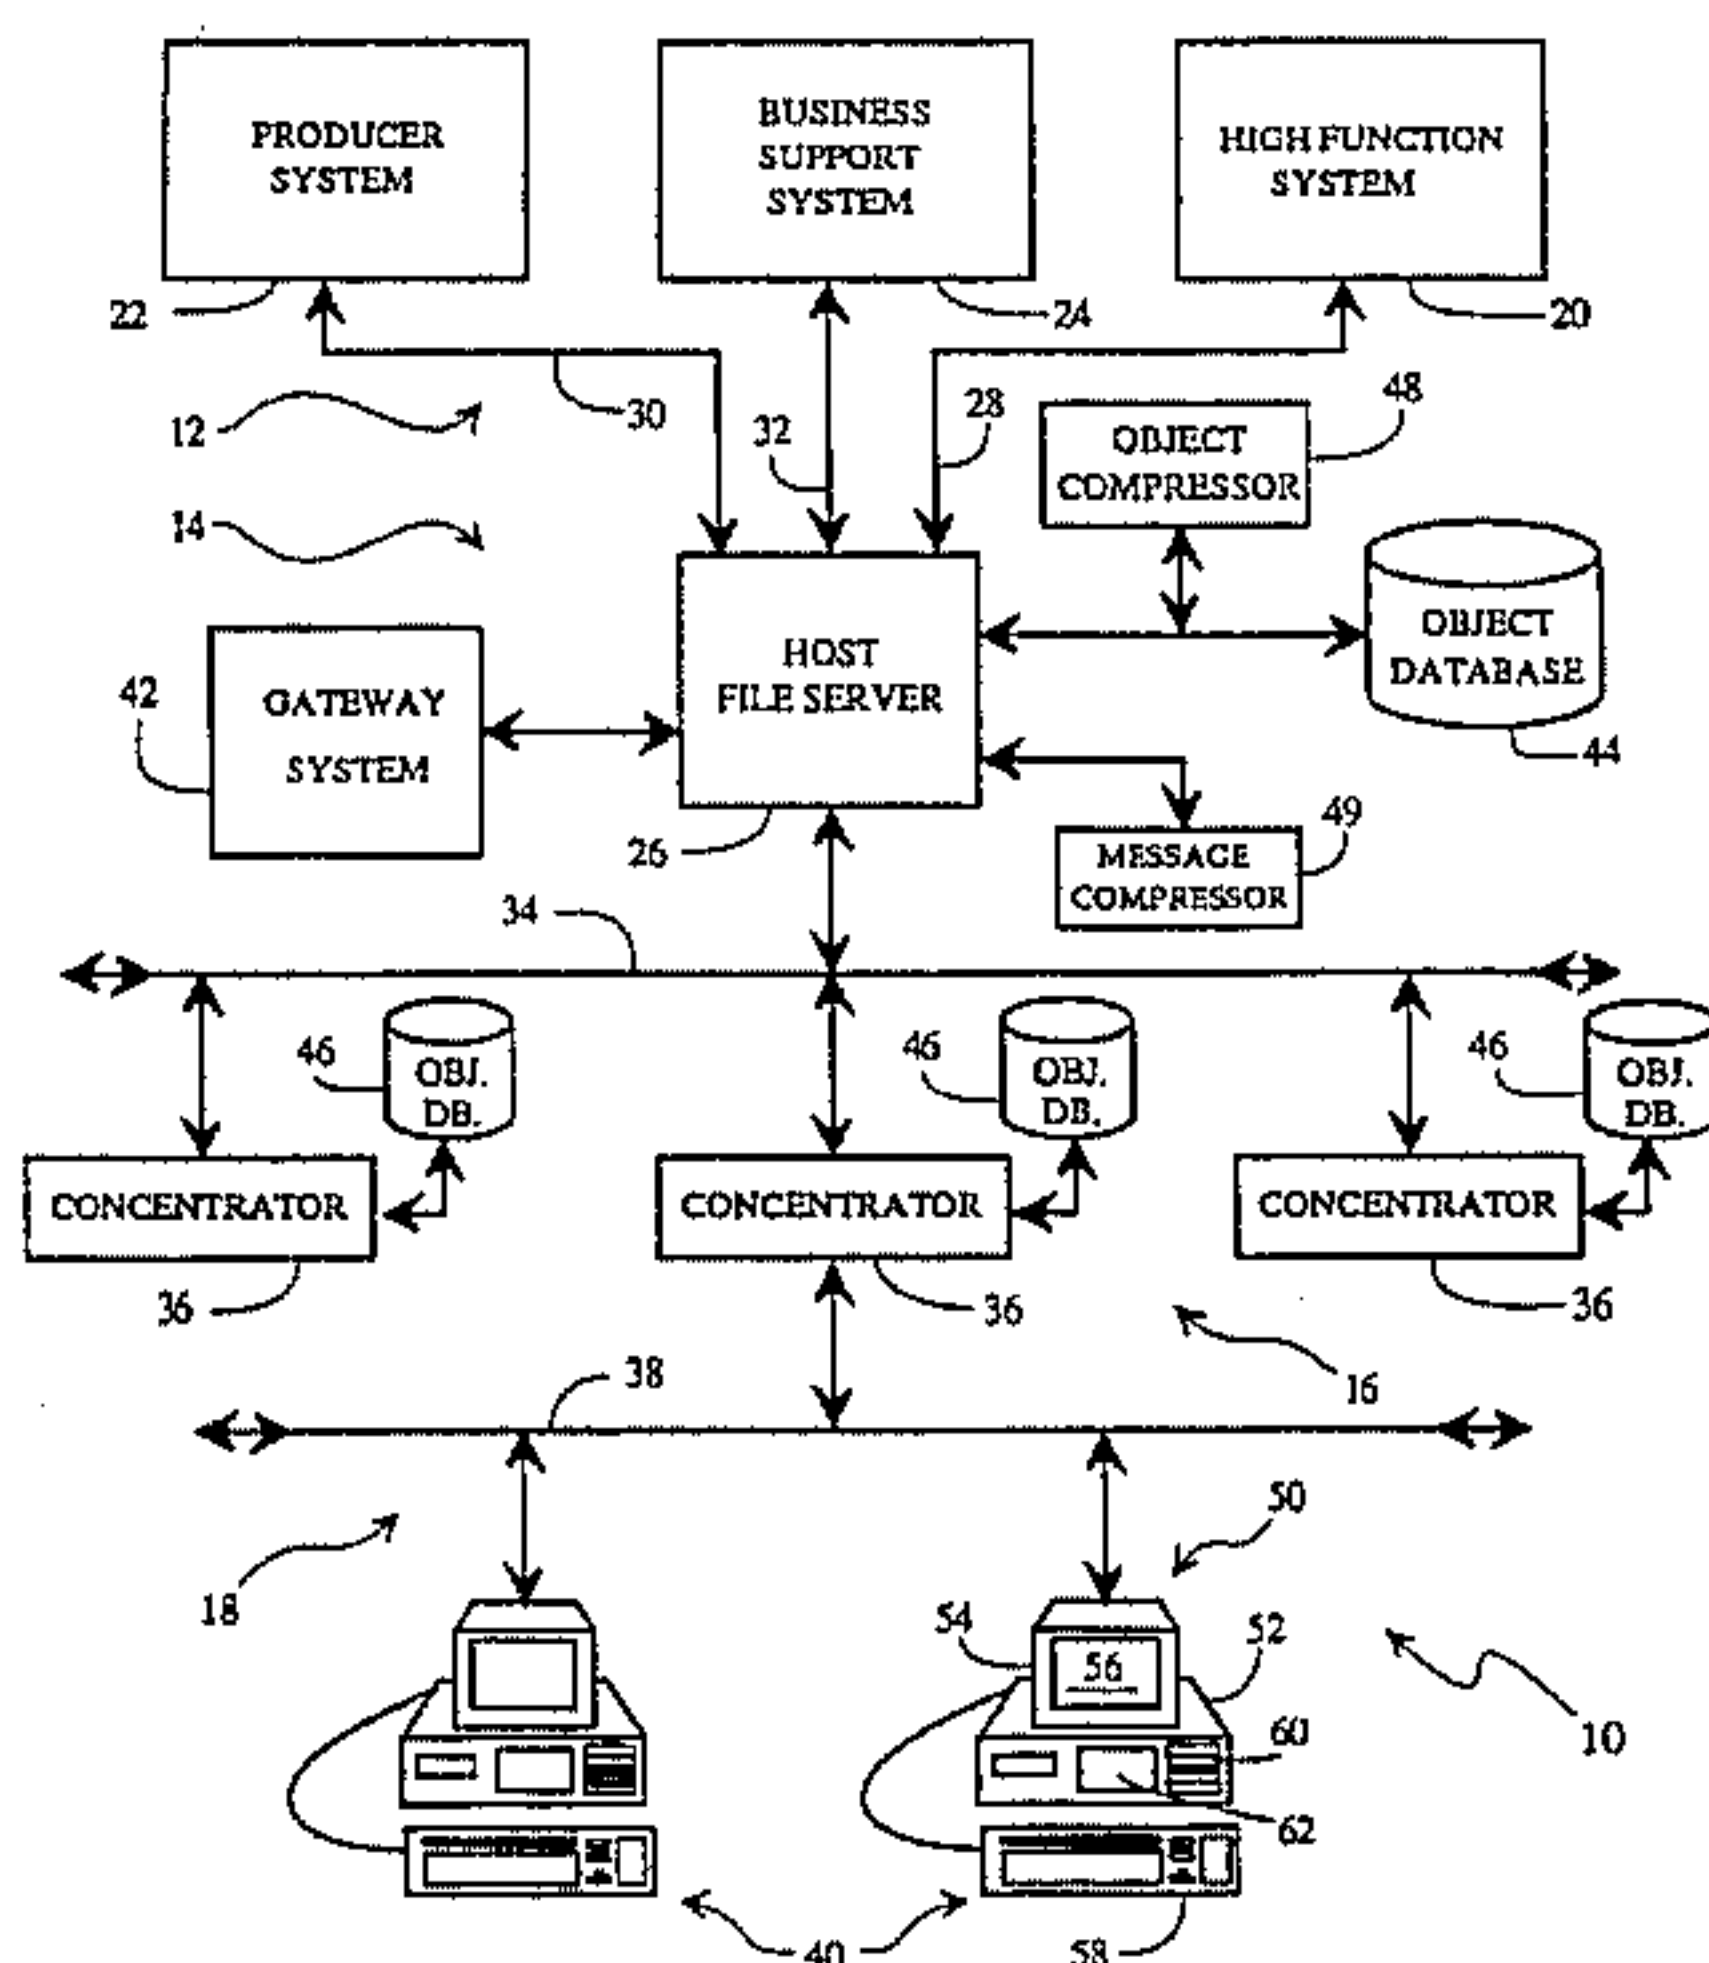 PRODUCER
SYSTEM
BUSINESS
SUPPORT
SYSTEM
HIGH FUNCTION
SYSTEM
22
24
20
12
30
32
28
48
OBJECT
COMPRESSOR
14
OBJECT
DATABASE
44
HOST
FILE SERVER
42
GATEWAY
SYSTEM
26
49
MESSAGE
COMPRESSOR
34
46
OBJ.
DB.
46
OBJ.
DB.
46
OBJ.
DB.
CONCENTRATOR
CONCENTRATOR
CONCENTRATOR
36
36
36
16
38
18
50
54
56
52
60
62
10
40
58